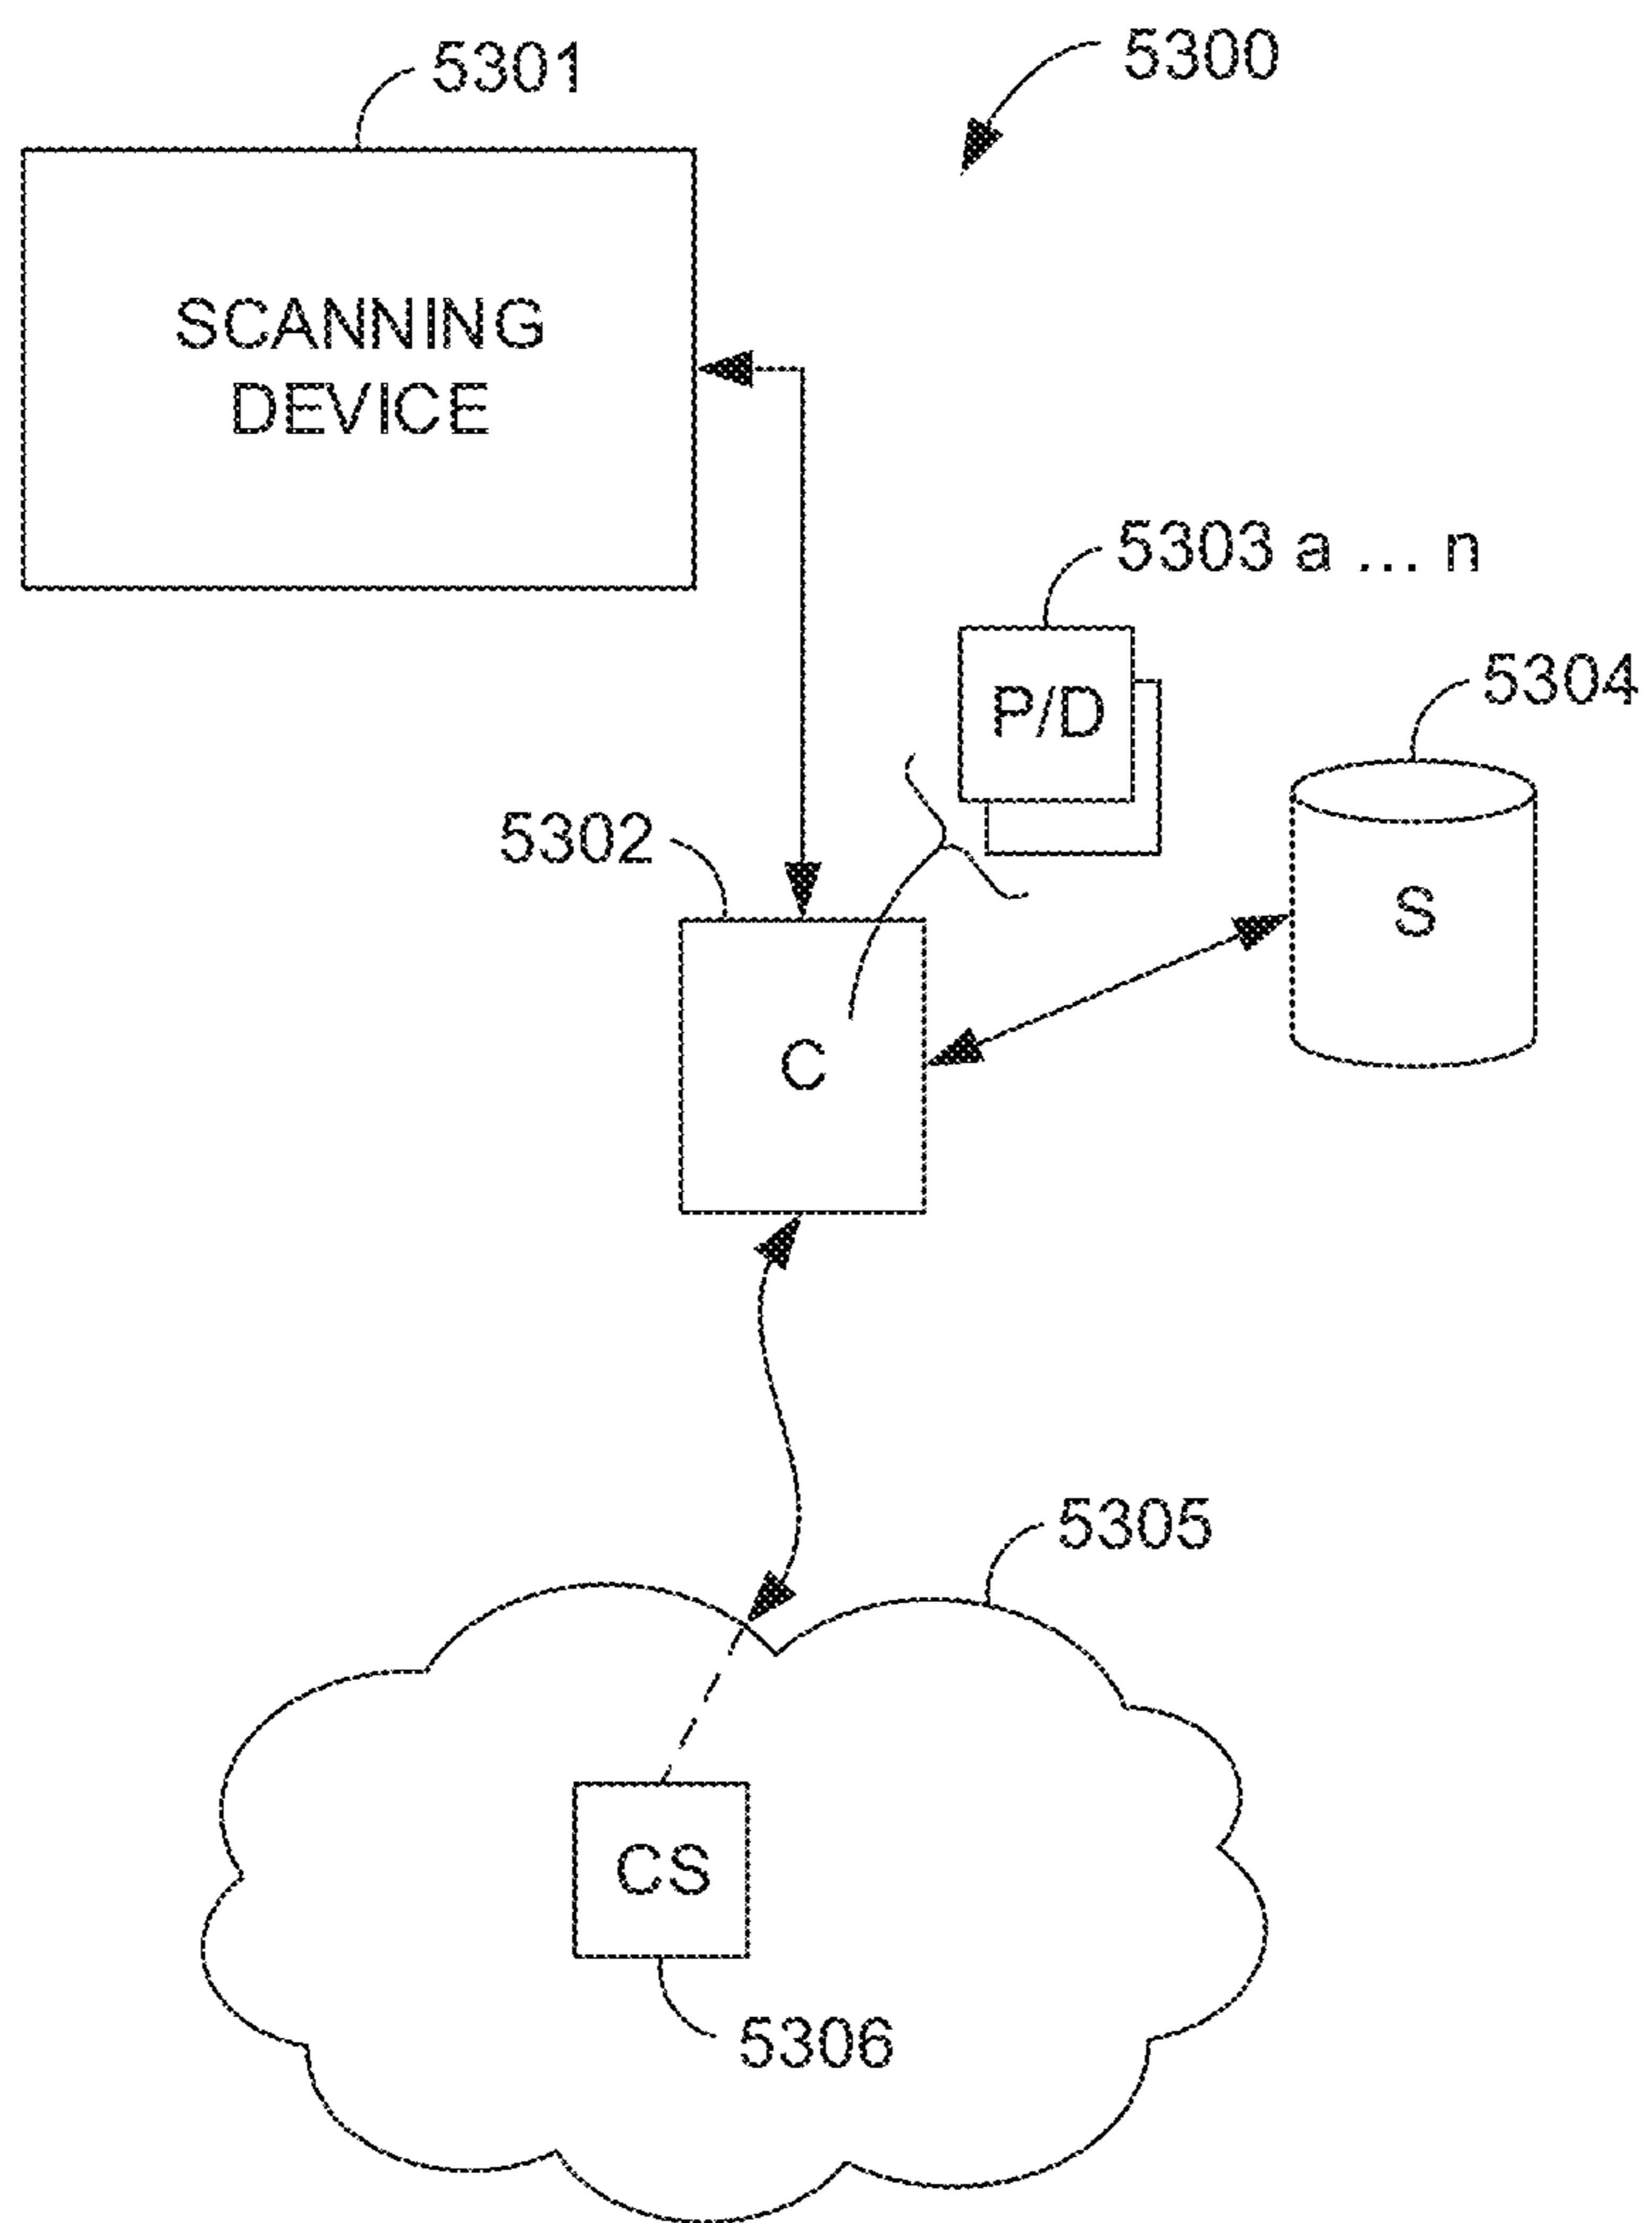 5300
5301
SCANNING
DEVICE
5303 a ... n
P/D
5304
S
5302
C
5305
CS
5306